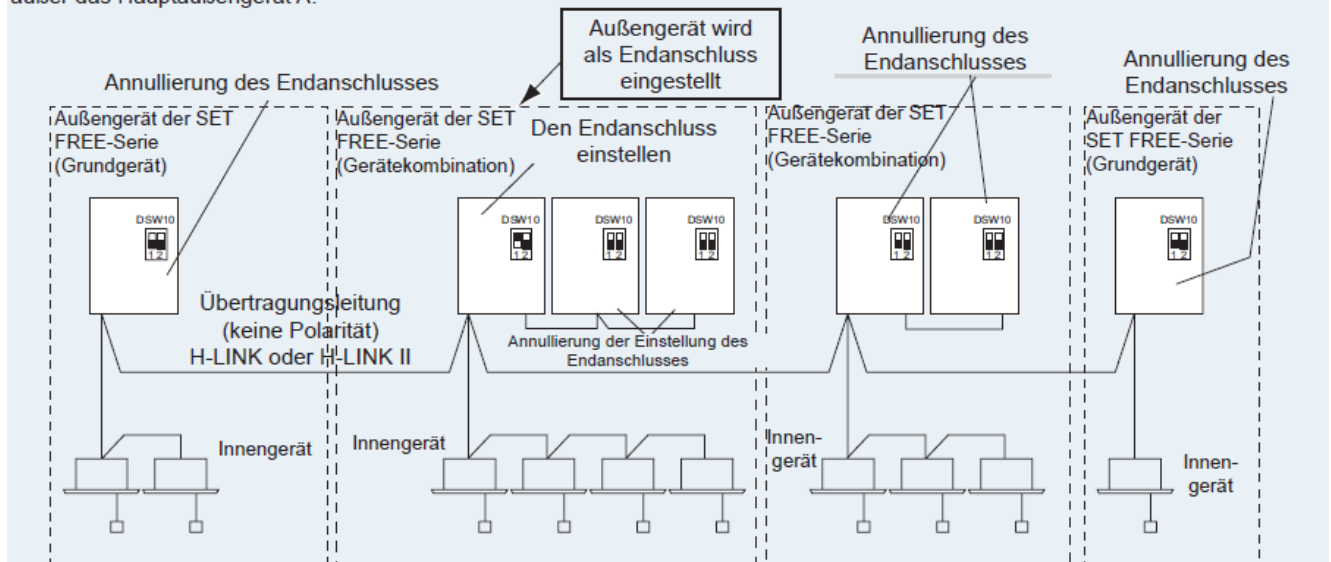 außer das Hauptaußengerät A.
Außengerät wird
als Endanschluss
eingestellt
Annullierung des
Endanschlusses
Annullierung des
Endanschlusses
Annullierung des Endanschlusses
Außengerät der SET
FREE-Serie
(Grundgerät)
Außengerät der SET
FREE-Serie
(Gerätekombination)
Den Endanschluss
einstellen
Außengerät der SET
FREE-Serie
(Gerätekombination)
Außengerät der
SET FREE-Serie
(Grundgerät)
DSW10
1 2
DSW10
1 2
DSW10
1 2
DSW10
1 2
DSW10
1 2
DSW10
1 2
DSW10
1 2
Übertragungsleitung
(keine Polarität)
H-LINK oder H-LINK II
Annullierung der Einstellung des
Endanschlusses
Innengerät
Innengerät
Innen-
gerät
Innen-
gerät